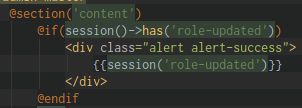 @section('content')
@if(session()->has('role-updated'))
<div class="alert alert-success">
{{session('role-updated')}}
</div>
@endif